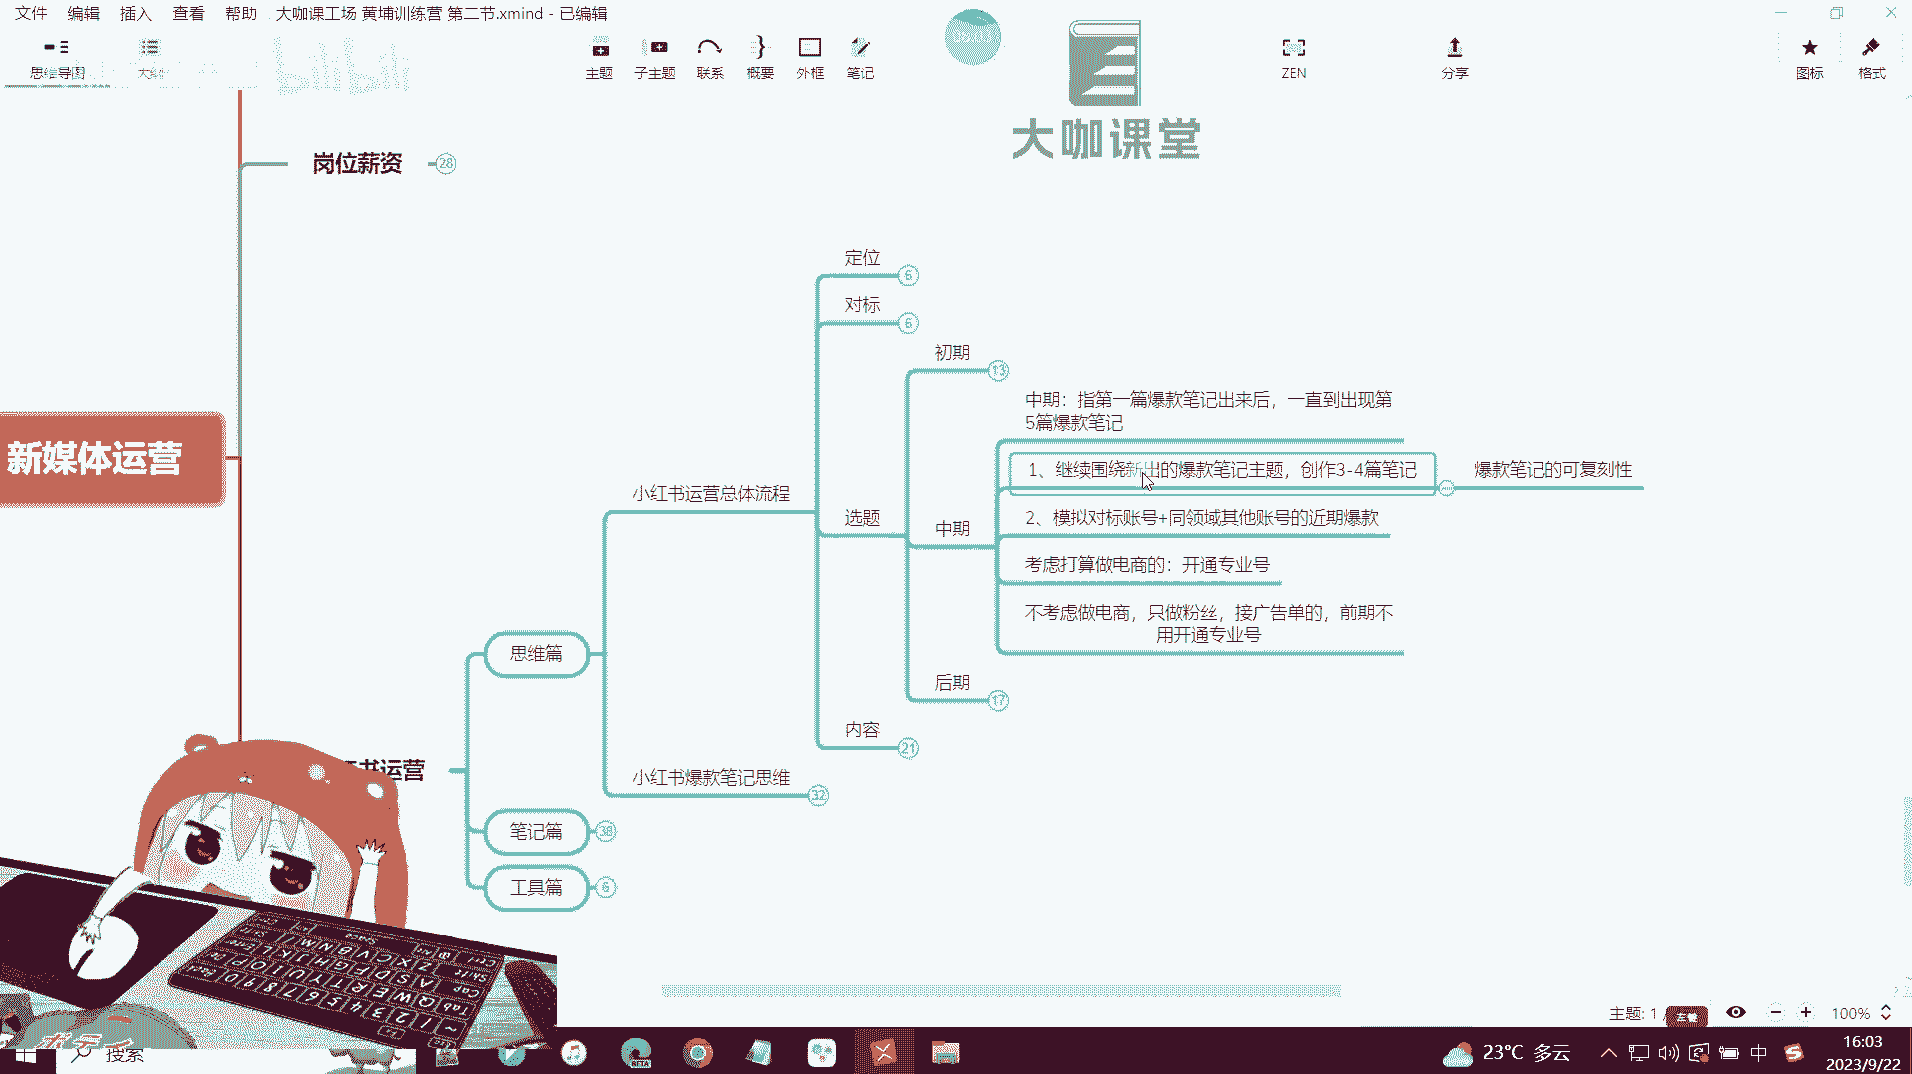 文件 编辑 插入 查看 帮助 大咖课工场 黄埔训练营 第二节.xmind - 已编辑
思维导图 大纲 主题 子主题 联系 概要 外框 笔记 ZEN 分享 图标 格式
bilibili
大咖课堂
岗位薪资 28
定位 6
对标 6
初期 13
中期：指第一篇爆款笔记出来后，一直到出现第
5篇爆款笔记
1、继续围绕新出的爆款笔记主题，创作3-4篇笔记 爆款笔记的可复刻性
新媒体运营
小红书运营总体流程
选题
中期
2、模拟对标账号+同领域其他账号的近期爆款
考虑打算做电商的：开通专业号
不考虑做电商，只做粉丝，接广告单的，前期不
用开通专业号
思维篇
后期 17
内容 21
书运营
小红书爆款笔记思维 32
笔记篇 38
工具篇 6
主题: 1 /
左键
100%
搜索
BETA
23°C 多云
中
16:03
2023/9/22